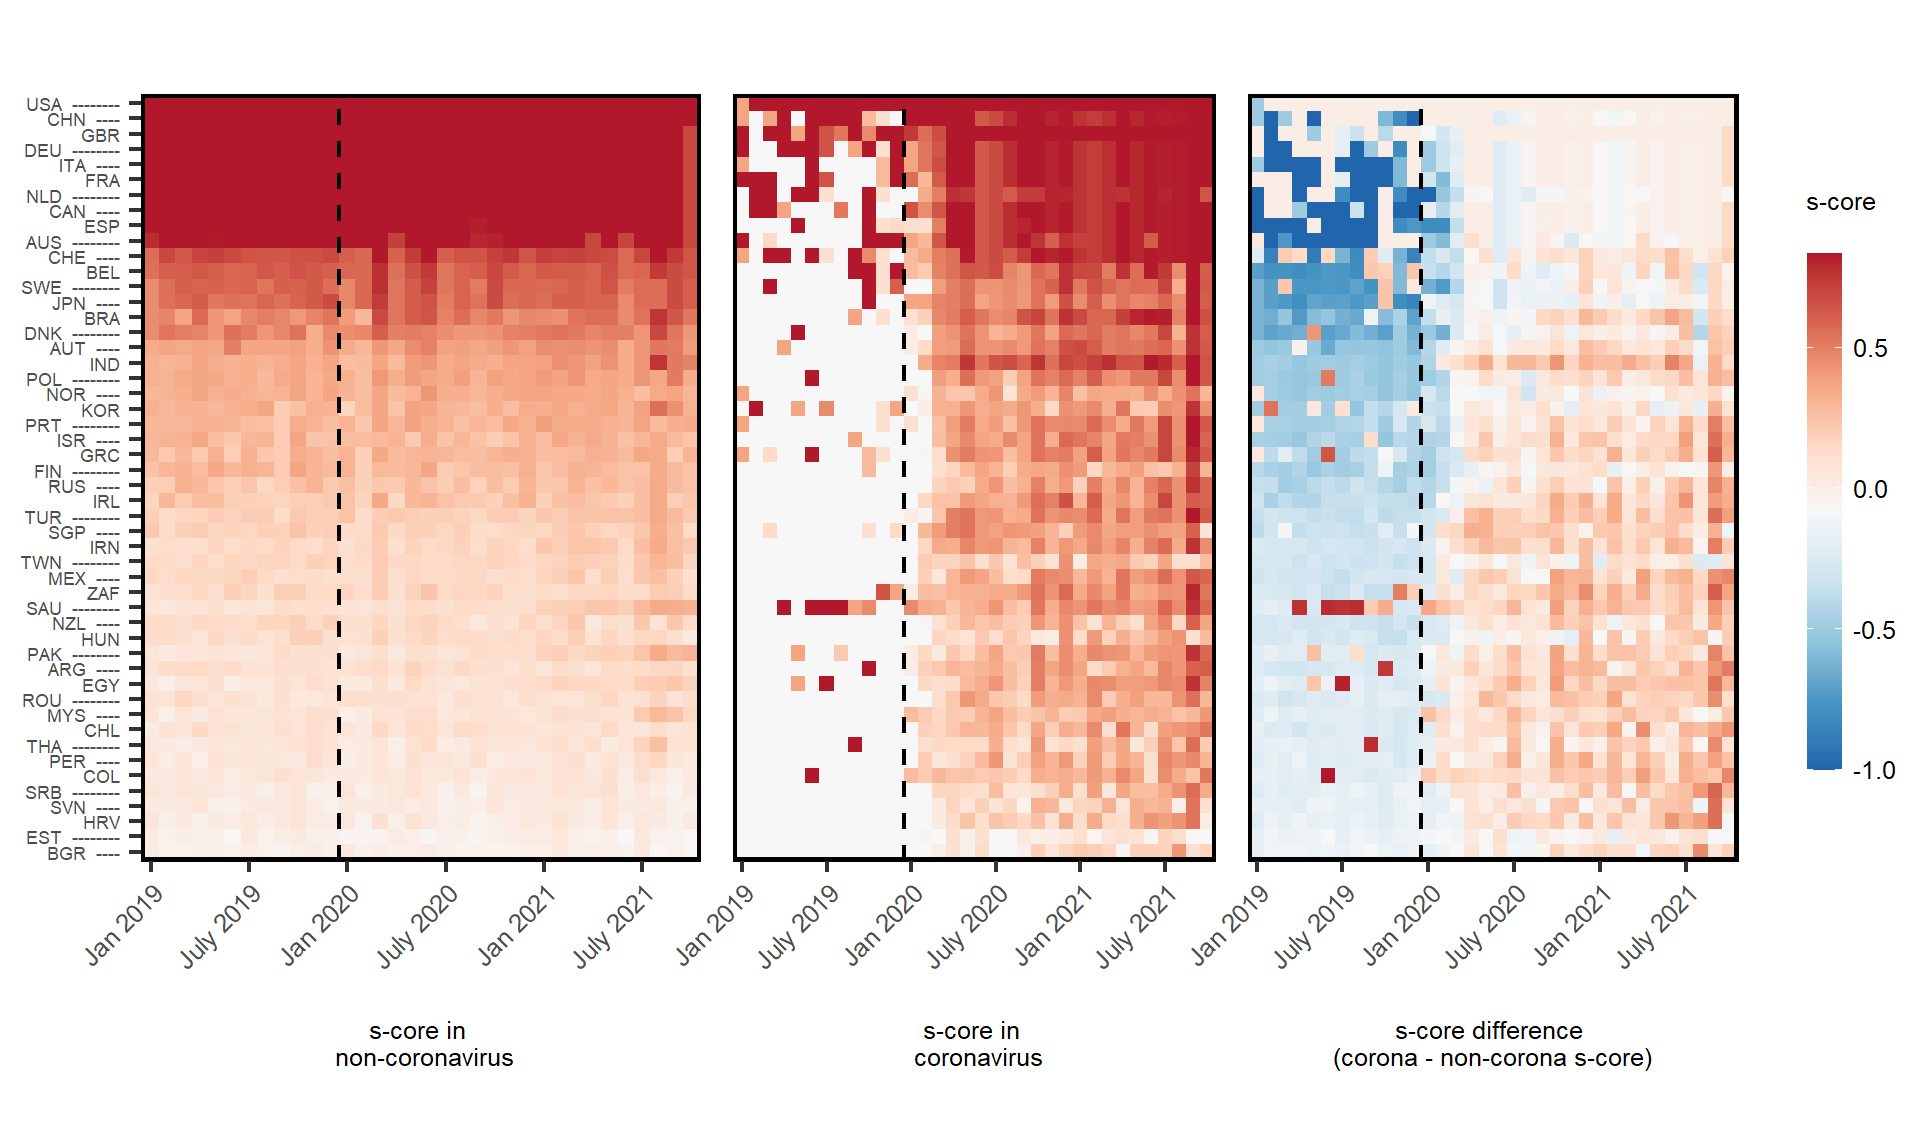 USA --------
CHN ----
GBR
DEU --------
ITA ----
FRA
NLD --------
CAN ----
ESP
AUS --------
CHE ----
BEL
SWE --------
JPN ----
BRA
DNK --------
AUT ----
IND
POL --------
NOR ----
KOR
PRT --------
ISR ----
GRC
FIN --------
RUS ----
IRL
TUR --------
SGP ----
IRN
TWN --------
MEX ----
ZAF
SAU --------
NZL ----
HUN
PAK --------
ARG ----
EGY
ROU --------
MYS ----
CHL
THA --------
PER ----
COL
SRB --------
SVN ----
HRV
EST --------
BGR ----
Jan 2019
July 2019
Jan 2020
July 2020
Jan 2021
July 2021
s-core in
non-coronavirus
Jan 2019
July 2019
Jan 2020
July 2020
Jan 2021
July 2021
s-core in
coronavirus
Jan 2019
July 2019
Jan 2020
July 2020
Jan 2021
July 2021
s-core difference
(corona - non-corona s-core)
s-core
0.5
0.0
-0.5
-1.0